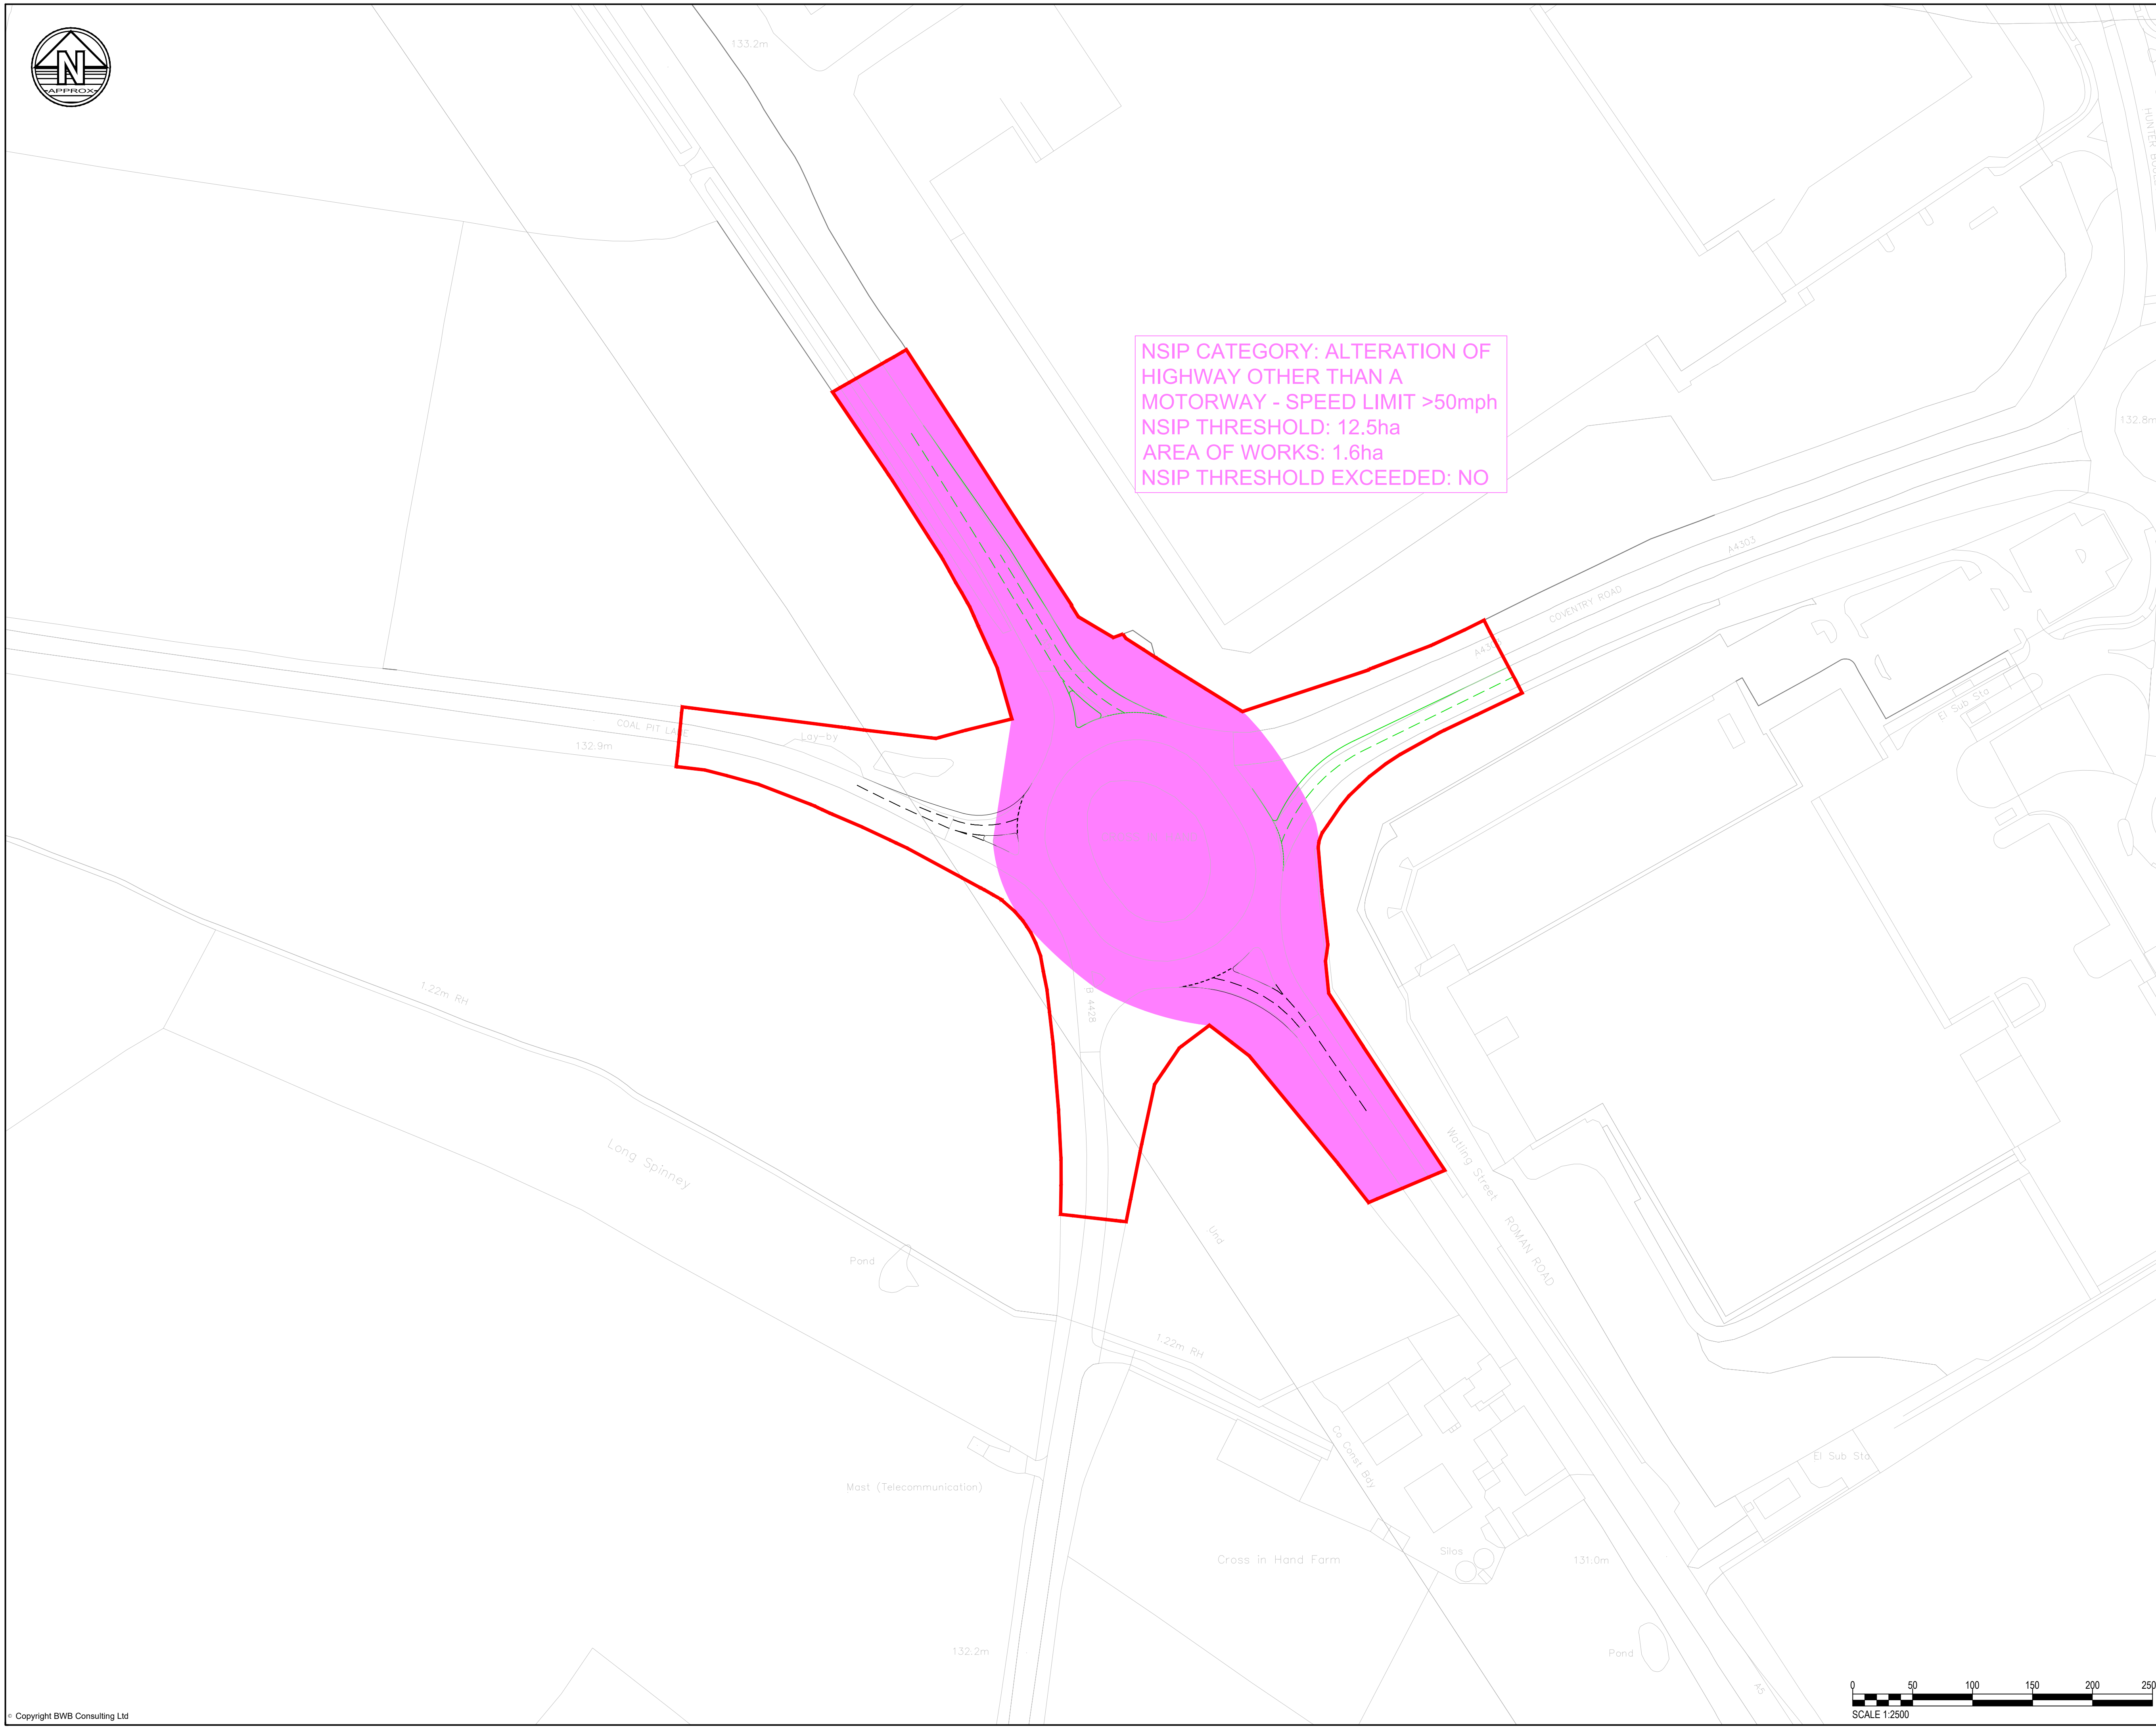 N
APPROX
133.2m
HUNTER BOUL
NSIP CATEGORY: ALTERATION OF
HIGHWAY OTHER THAN A
MOTORWAY - SPEED LIMIT >50mph
NSIP THRESHOLD: 12.5ha
AREA OF WORKS: 1.6ha
NSIP THRESHOLD EXCEEDED: NO
132.8m
A4303
COVENTRY ROAD
El Sub Sta
COAL PIT LANE
Lay-by
132.9m
1.22m RH
B 4428
Long Spinney
Watling Street
ROMAN ROAD
Und
Pond
1.22m RH
Co Const Bdy
El Sub Sta
Mast (Telecommunication)
Cross in Hand Farm
Silos
131.0m
132.2m
Pond
A5
0 50 100 150 200 250
SCALE 1:2500
© Copyright BWB Consulting Ltd